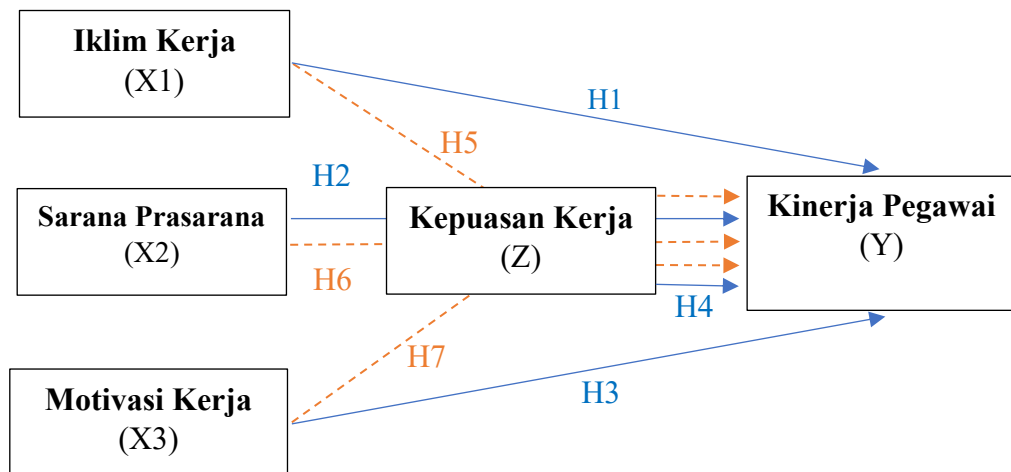 Iklim Kerja
(X1)
H1
H5
H2
Sarana Prasarana
(X2)
Kepuasan Kerja
(Z)
Kinerja Pegawai
(Y)
H6
H4
H7
Motivasi Kerja
(X3)
H3